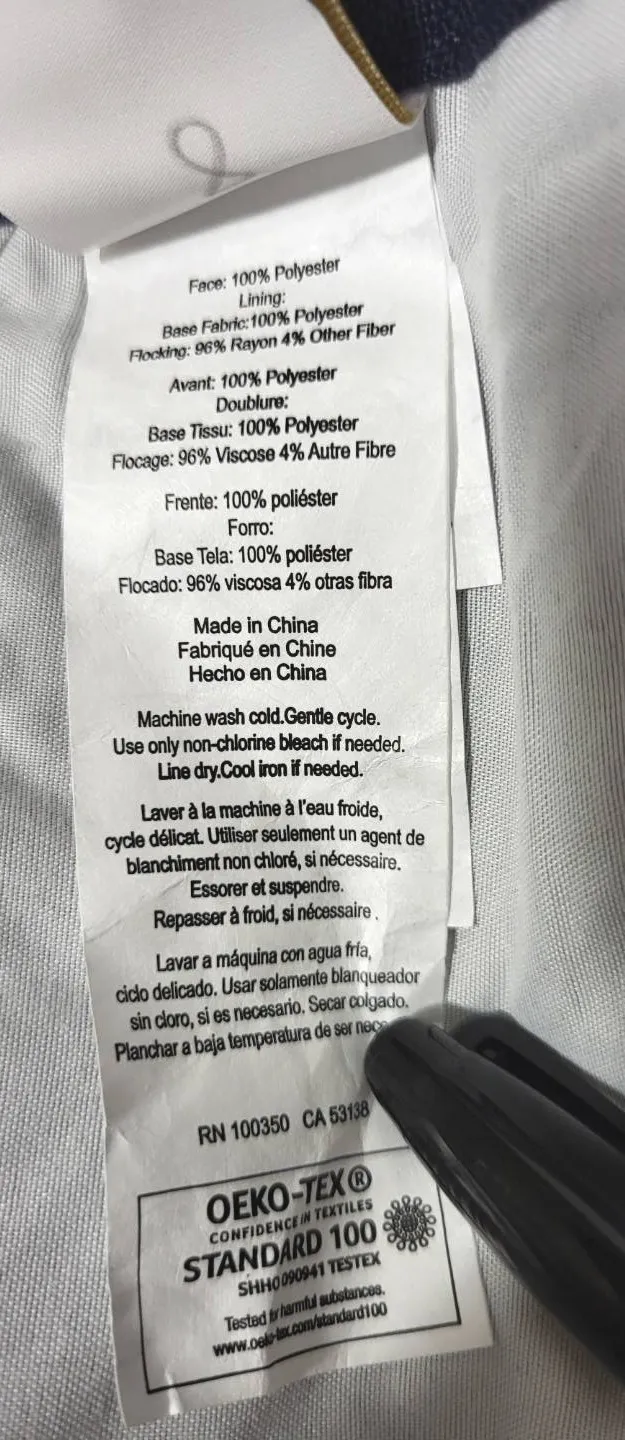 Face: 100% Polyester
Lining:
Base Fabric:100% Polyester
Flocking: 96% Rayon 4% Other Fiber
Avant: 100% Polyester
Doublure:
Base Tissu: 100% Polyester
Flocage: 96% Viscose 4% Autre Fibre
Frente: 100% poliéster
Forro:
Base Tela: 100% poliéster
Flocado: 96% viscosa 4% otras fibra
Made in China
Fabriqué en Chine
Hecho en China
Machine wash cold.Gentle cycle.
Use only non-chlorine bleach if needed.
Line dry.Cool iron if needed.
Laver à la machine à l'eau froide,
cycle délicat. Utiliser seulement un agent de
blanchiment non chloré, si nécessaire.
Essorer et suspendre.
Repasser à froid, si nécessaire .
Lavar a máquina con agua fría,
ciclo delicado. Usar solamente blanqueador
sin cloro, si es necesario. Secar colgado.
Planchar a baja temperatura de ser
RN 100350 CA 53138
OEKO-TEX®
CONFIDENCE IN TEXTILES
STANDARD 100
SHHO 090941 TESTEX
Tested for harmful substances.
www.oeko-tex.com/standard100